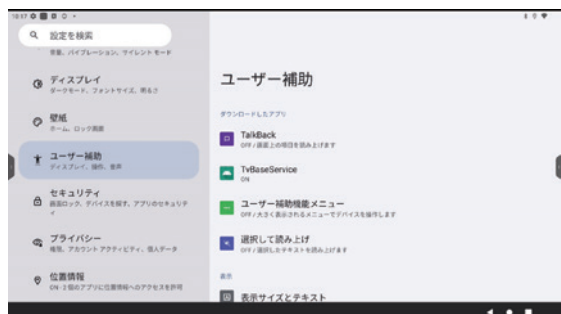 10:17
設定を検索
音量、バイブレーション、サイレント モード
ディスプレイ
ダークモード、フォントサイズ、明るさ
壁紙
ホーム、ロック画面
ユーザー補助
ディスプレイ、操作、音声
セキュリティ
画面ロック、デバイスを探す、アプリのセキュリティ
プライバシー
権限、アカウント アクティビティ、個人データ
位置情報
ON - 2 個のアプリに位置情報へのアクセスを許可
ユーザー補助
ダウンロードしたアプリ
TalkBack
OFF / 画面上の項目を読み上げます
TvBaseService
ON
ユーザー補助機能メニュー
OFF / 大きく表示されるメニューでデバイスを操作します
選択して読み上げ
OFF / 選択したテキストを読み上げます
表示
表示サイズとテキスト